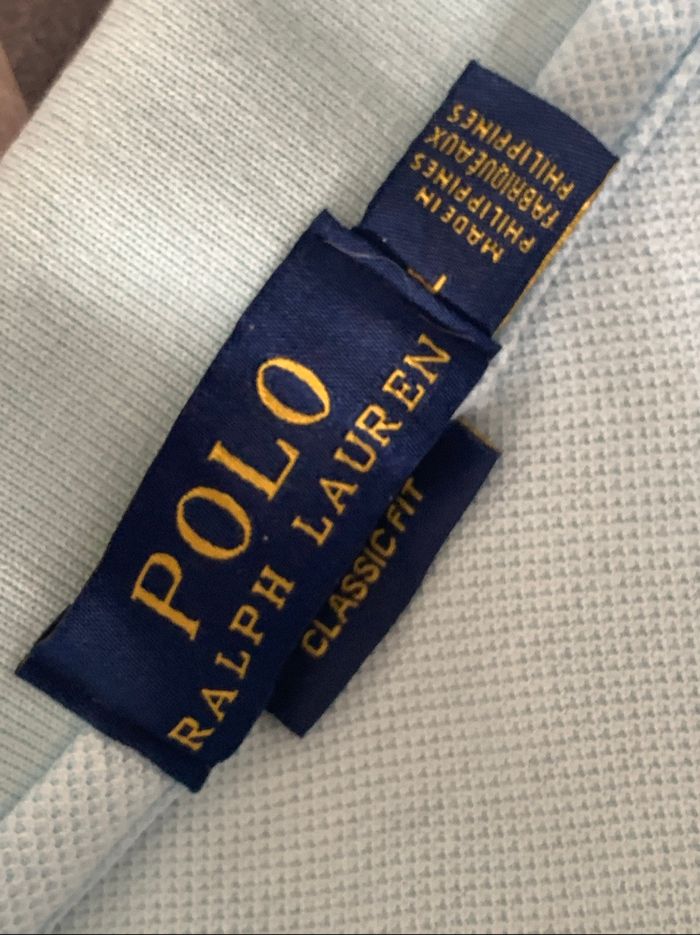 POLO
RALPH LAUREN
CLASSIC FIT
MADE IN
PHILIPPINES
FABRIQUÉ AUX
PHILIPPINES